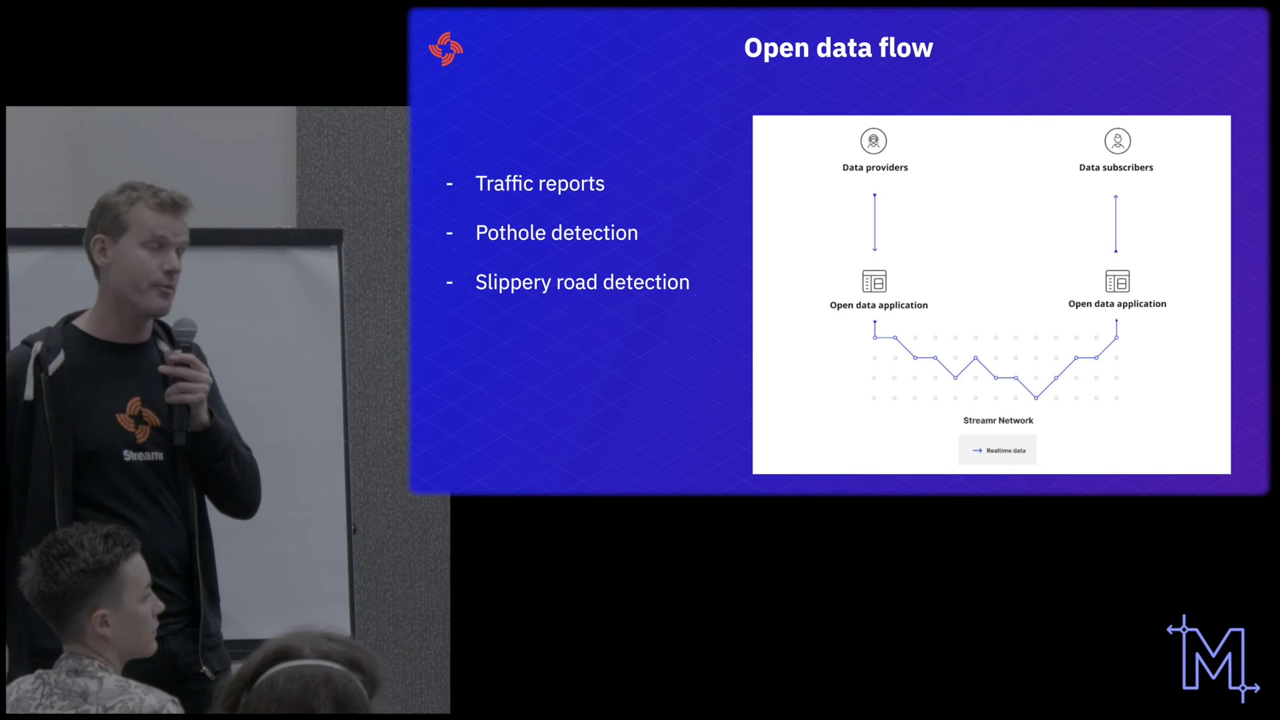 Open data flow
- Traffic reports
- Pothole detection
- Slippery road detection
Data providers
Data subscribers
Open data application
Open data application
Streamr Network
Realtime data
Streamr
M